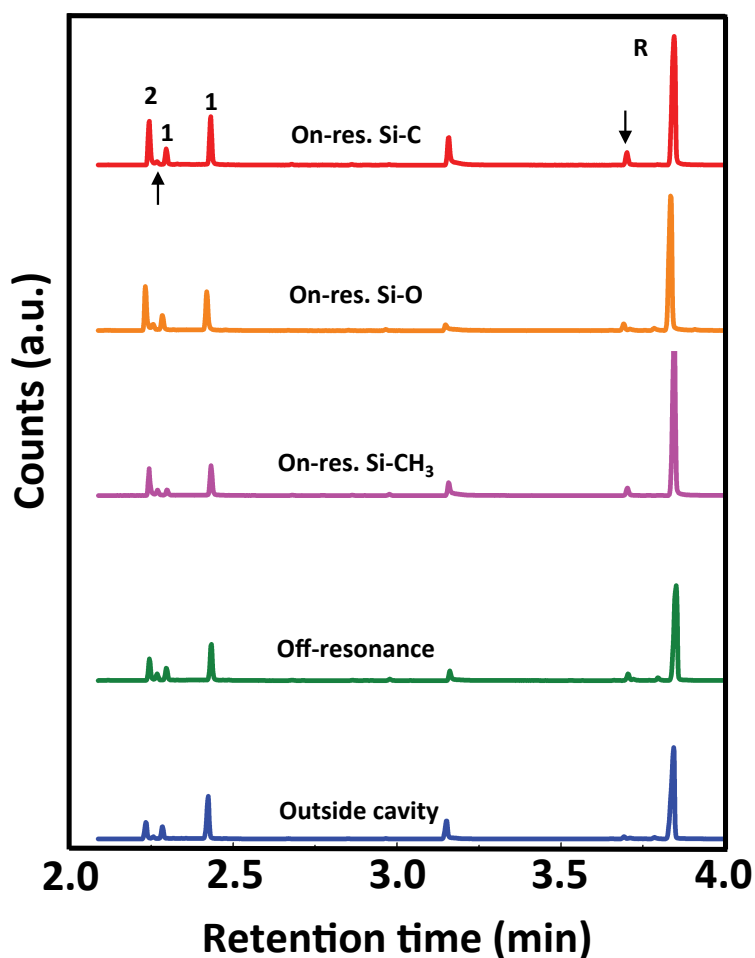 R
2
1
1
On-res. Si-C
On-res. Si-O
On-res. Si-CH₃
Off-resonance
Outside cavity
Counts (a.u.)
2.0 2.5 3.0 3.5 4.0
Retention time (min)